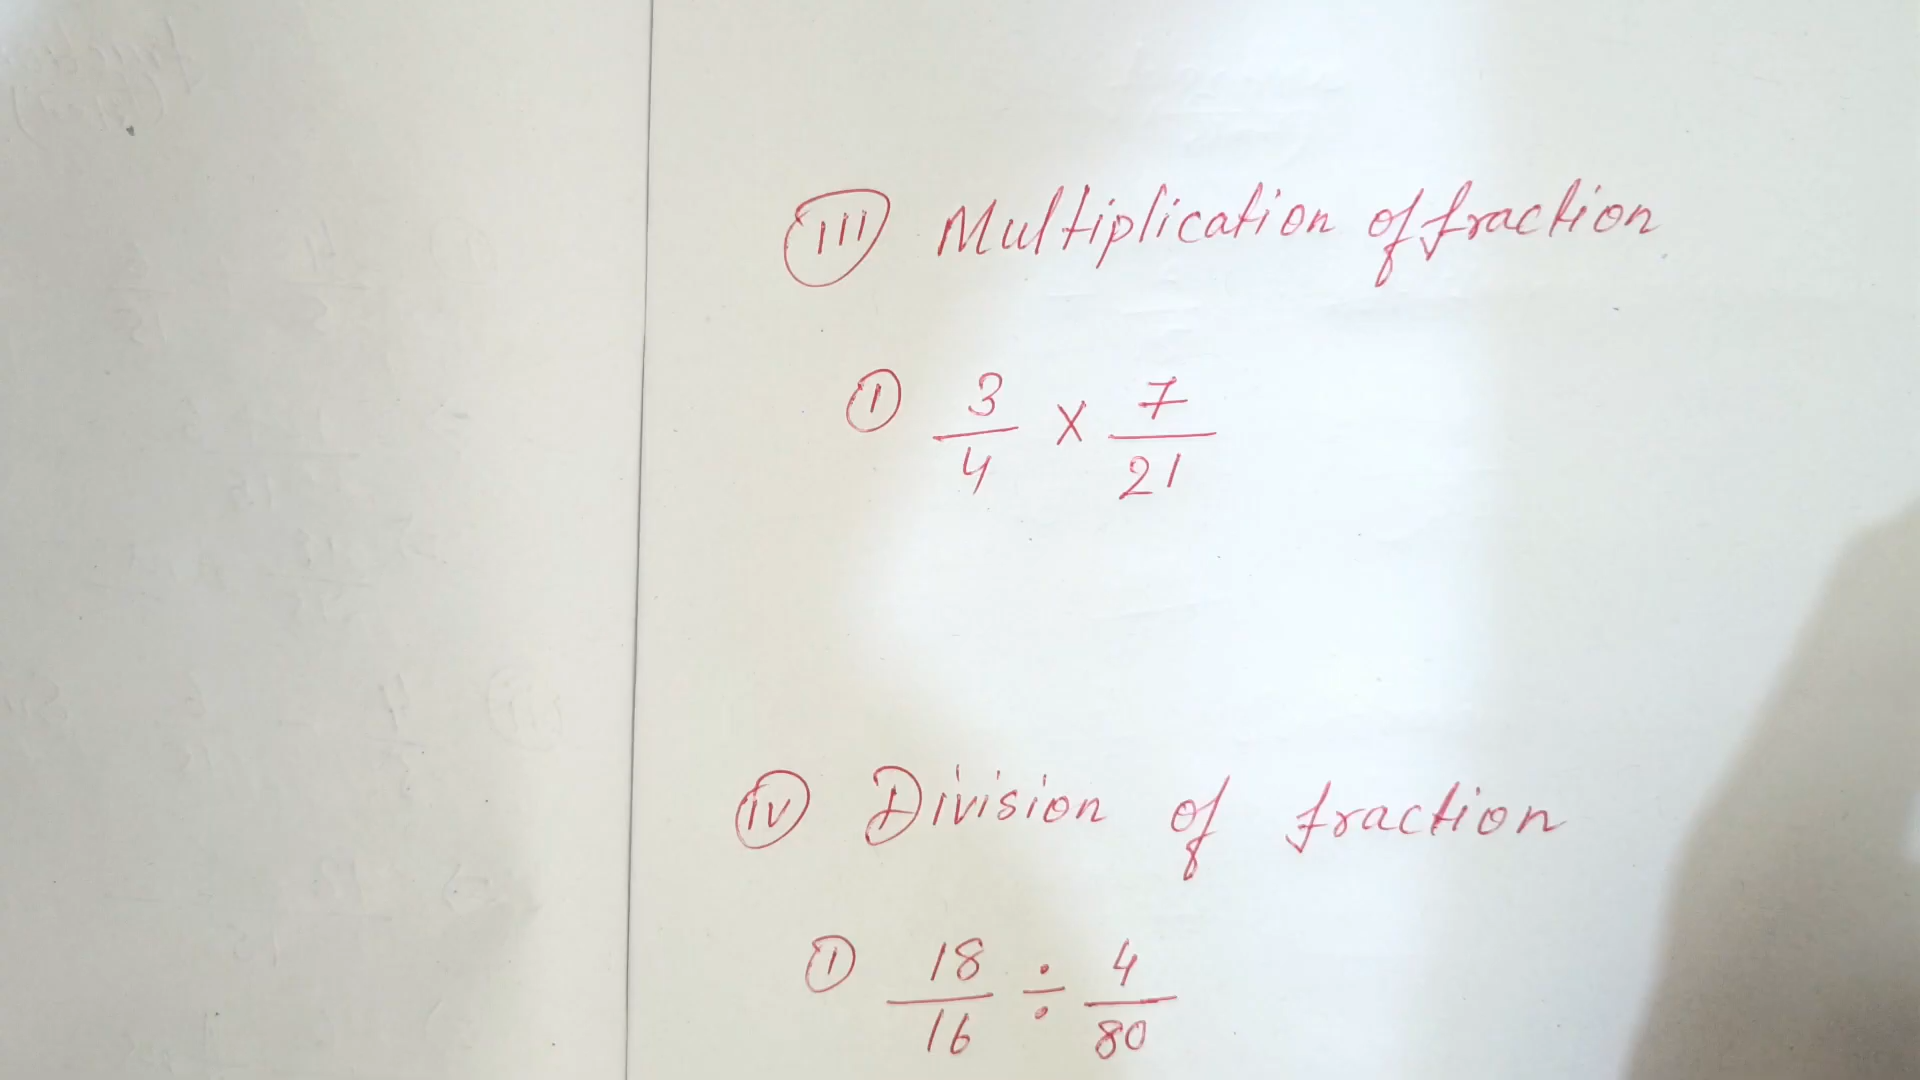 (iii) Multiplication of fraction
(1) 3/4 x 7/21
(iv) Division of fraction
(1) 18/16 ÷ 4/80